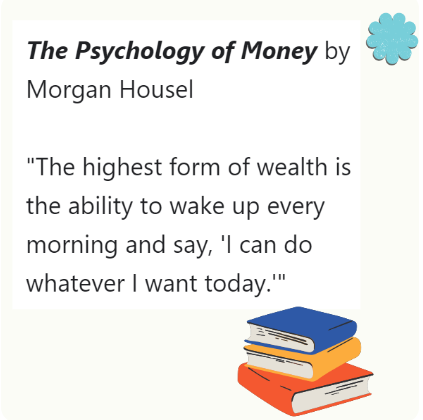 The Psychology of Money by
Morgan Housel
"The highest form of wealth is
the ability to wake up every
morning and say, 'I can do
whatever I want today.'"